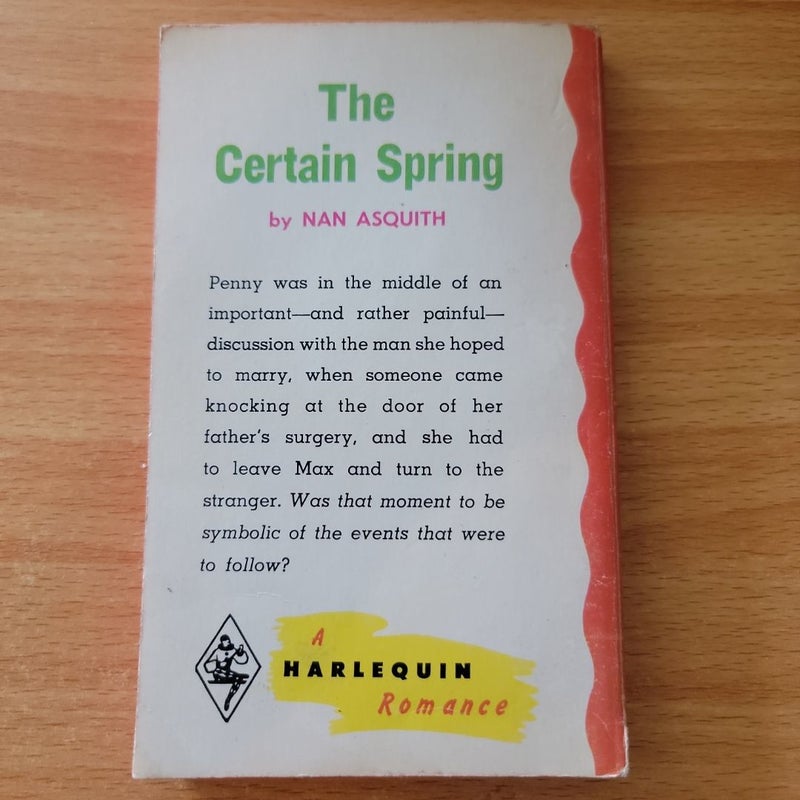 The
Certain Spring
by NAN ASQUITH
Penny was in the middle of an
important—and rather painful—
discussion with the man she hoped
to marry, when someone came
knocking at the door of her
father's surgery, and she had
to leave Max and turn to the
stranger. Was that moment to be
symbolic of the events that were
to follow?
A
HARLEQUIN
Romance